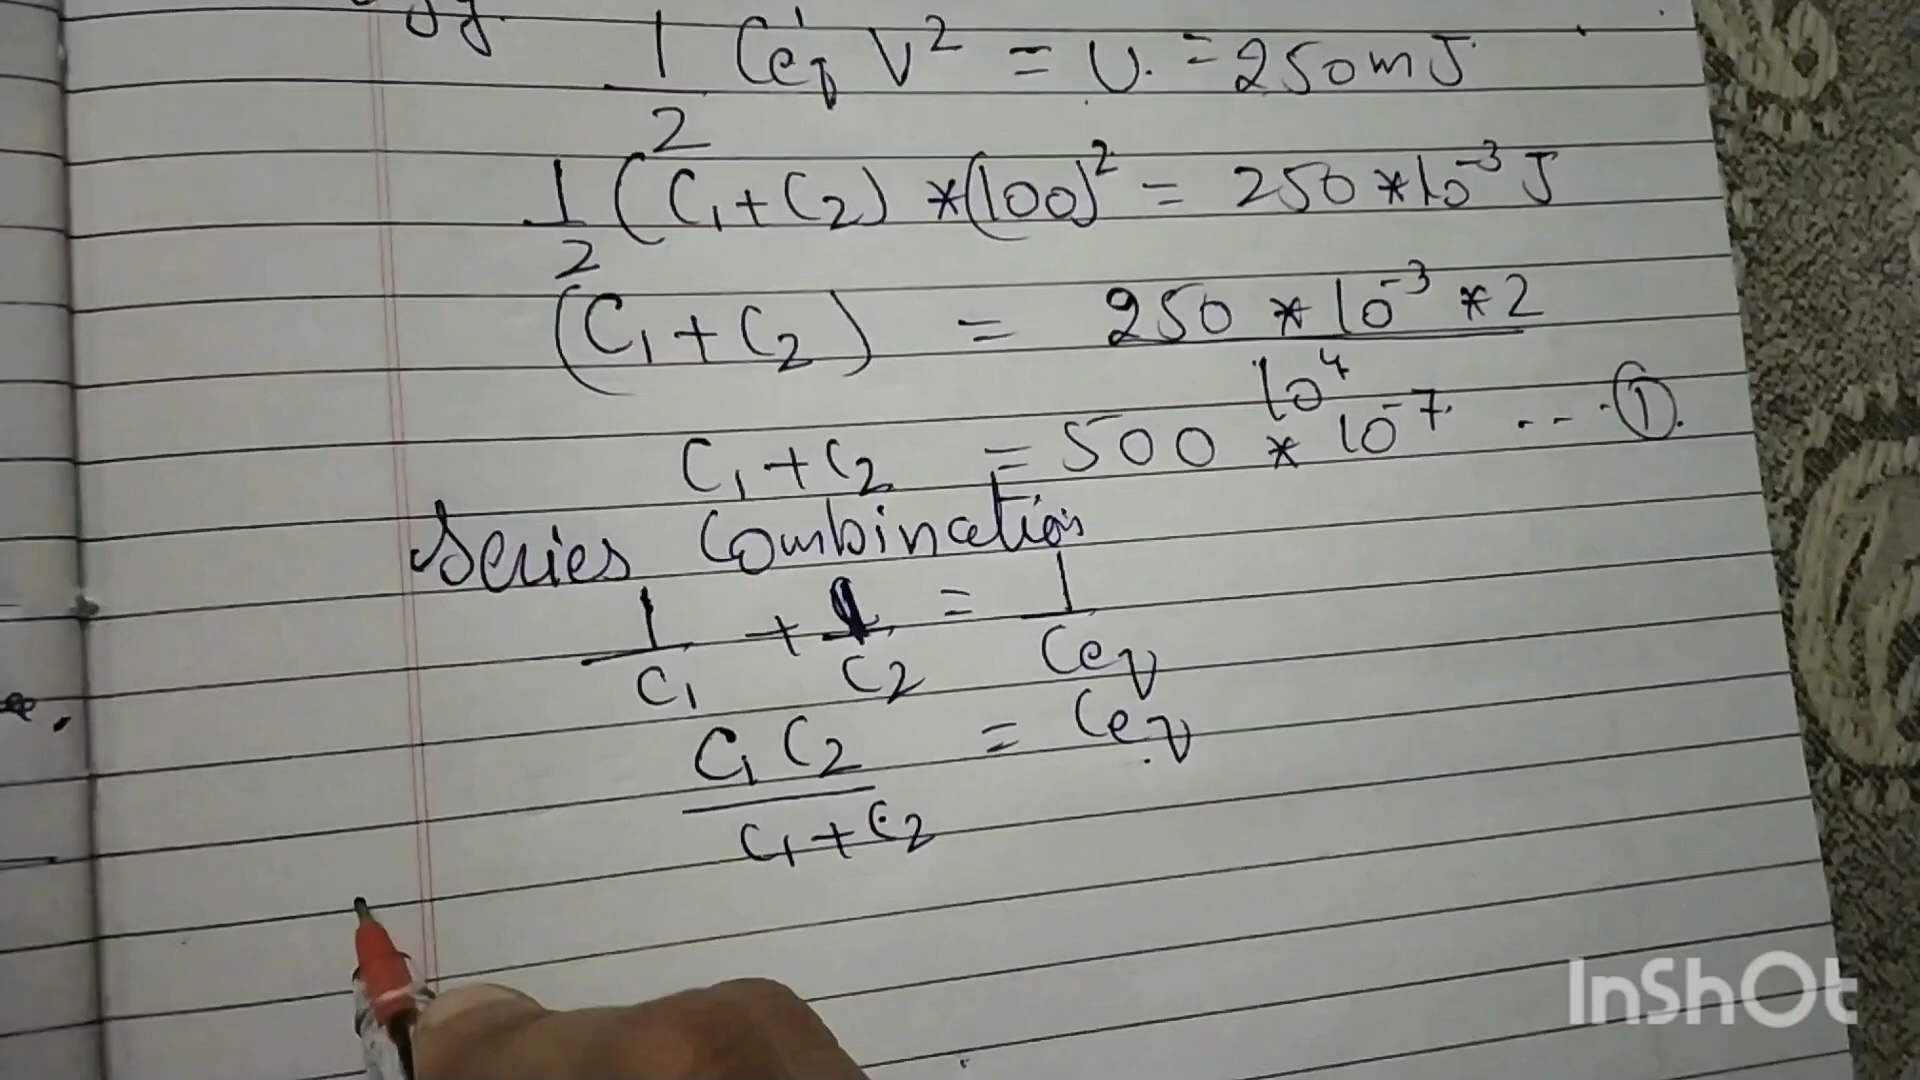 1/2 Ceq V² = U. = 250mJ
1/2 (C₁+C₂) *(100)² = 250*10⁻³ J
(C₁+C₂) = 250*10⁻³*2 / 10⁴
C₁+C₂ = 500 * 10⁻⁷ ... ①.
Series Combination
1/C₁ + 1/C₂ = 1/Ceq
C₁C₂ / C₁+C₂ = Ceq
InShOt